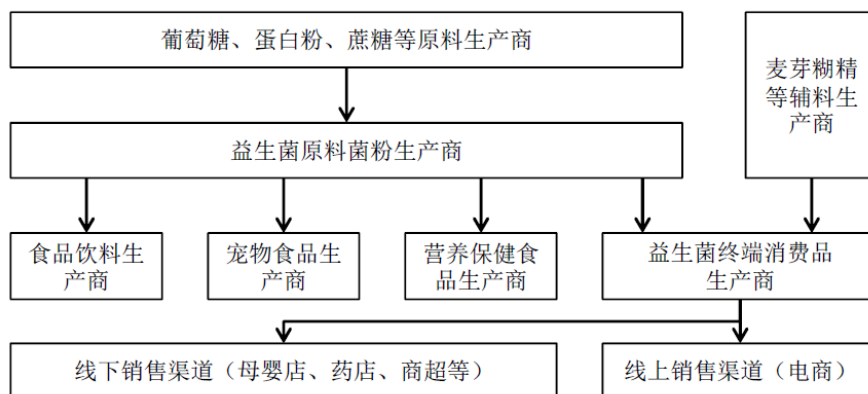 葡萄糖、蛋白粉、蔗糖等原料生产商
麦芽糊精
等辅料生
产商
益生菌原料菌粉生产商
食品饮料生
产商
宠物食品生
产商
营养保健食
品生产商
益生菌终端消费品
生产商
线下销售渠道（母婴店、药店、商超等）
线上销售渠道（电商）